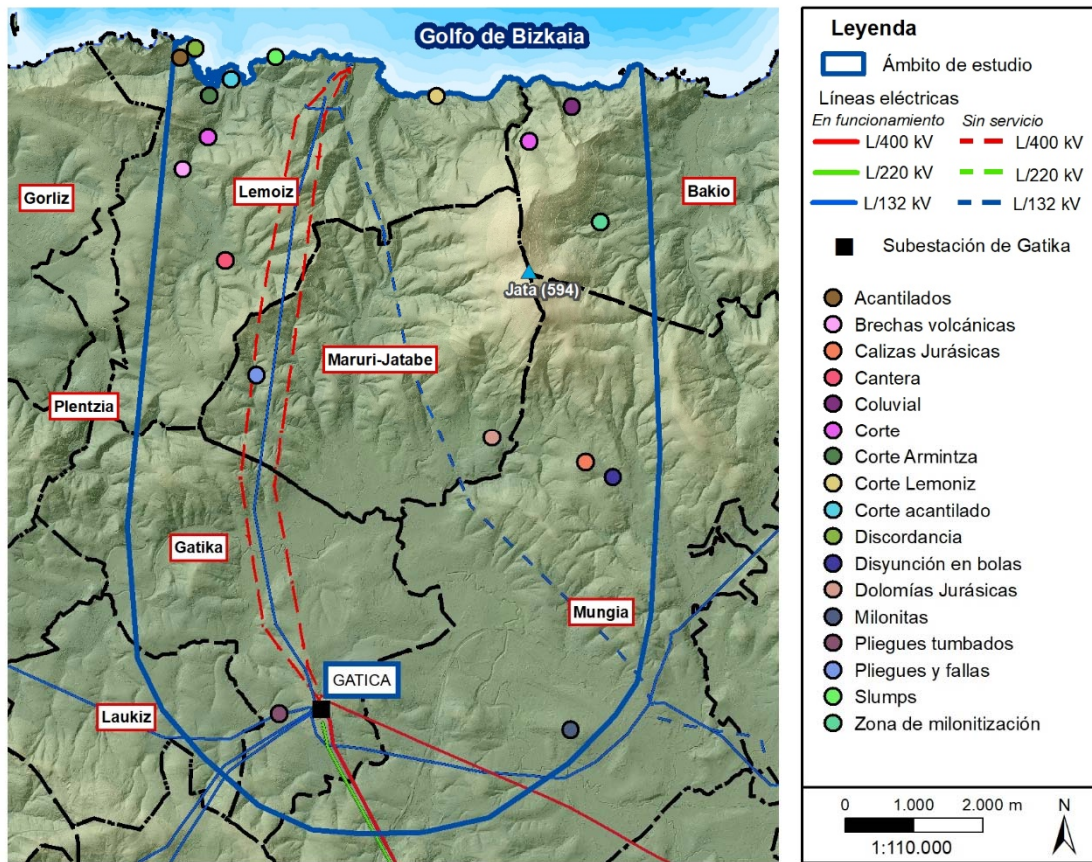 Golfo de Bizkaia
Lemoiz
Gorliz
Bakio
Jata (594)
Maruri-Jatabe
Plentzia
Gatika
Mungia
GATICA
Laukiz
Leyenda
Ámbito de estudio
Líneas eléctricas
En funcionamiento Sin servicio
L/400 kV L/400 kV
L/220 kV L/220 kV
L/132 kV L/132 kV
Subestación de Gatika
Acantilados
Brechas volcánicas
Calizas Jurásicas
Cantera
Coluvial
Corte
Corte Armintza
Corte Lemoniz
Corte acantilado
Discordancia
Disyunción en bolas
Dolomías Jurásicas
Milonitas
Pliegues tumbados
Pliegues y fallas
Slumps
Zona de milonitización
0 1.000 2.000 m
N
1:110.000